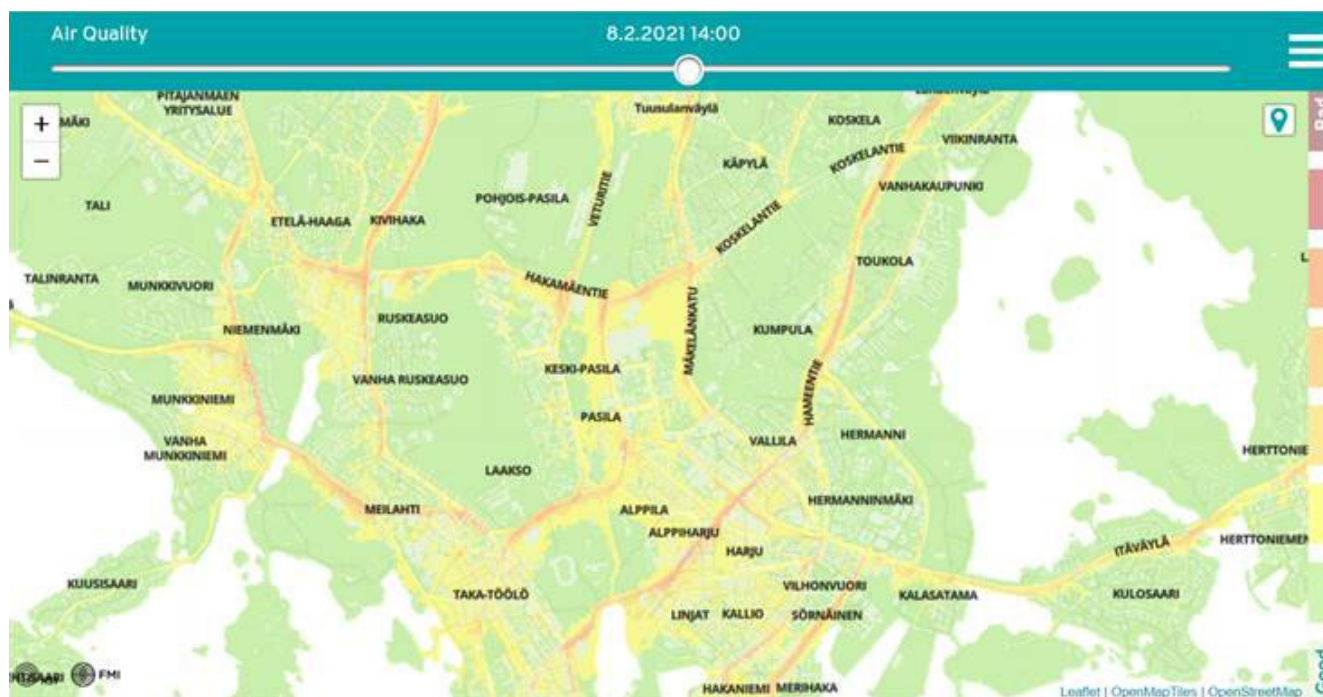 Air Quality
8.2.2021 14:00
+
−
PITÄJÄNMÄEN
YRITYSALUE
MÄKI
Tuusulanväylä
KOSKELA
VIIKINRANTA
KÄPYLÄ
KOSKELANTIE
TALI
POHJOIS-PASILA
VETURITIE
VANHAKAUPUNKI
ETELÄ-HAAGA
KIVIHAKA
KOSKELANTIE
TOUKOLA
TALINRANTA
MUNKKIVUORI
HAKAMÄENTIE
NIEMENMÄKI
RUSKEASUO
MÄKELÄNKATU
KUMPULA
VANHA RUSKEASUO
KESKI-PASILA
HÄMEENTIE
MUNKKINIEMI
PASILA
VANHA
MUNKKINIEMI
VALLILA
HERMANNI
HERTTONIE
LAAKSO
MEILAHTI
ALPPILA
HERMANNINMÄKI
ALPPIHARJU
HARJU
ITÄVÄYLÄ
HERTTONIEMEN
KUUSISAARI
TAKA-TÖÖLÖ
VILHONVUORI
KALASATAMA
KULOSAARI
LINJAT
KALLIO
SÖRNÄINEN
FMI
HAKANIEMI
MERIHAKA
Leaflet | OpenMapTiles | OpenStreetMap
Bad
Good